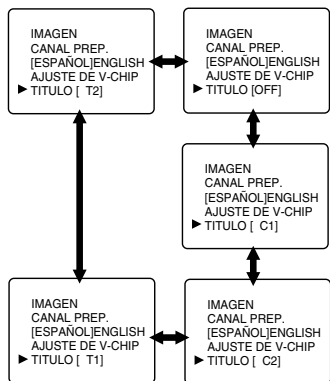 IMAGEN
CANAL PREP.
[ESPAÑOL]ENGLISH
AJUSTE DE V-CHIP
▶ TITULO [ T2]
IMAGEN
CANAL PREP.
[ESPAÑOL]ENGLISH
AJUSTE DE V-CHIP
▶ TITULO [OFF]
IMAGEN
CANAL PREP.
[ESPAÑOL]ENGLISH
AJUSTE DE V-CHIP
▶ TITULO [ C1]
IMAGEN
CANAL PREP.
[ESPAÑOL]ENGLISH
AJUSTE DE V-CHIP
▶ TITULO [ T1]
IMAGEN
CANAL PREP.
[ESPAÑOL]ENGLISH
AJUSTE DE V-CHIP
▶ TITULO [ C2]